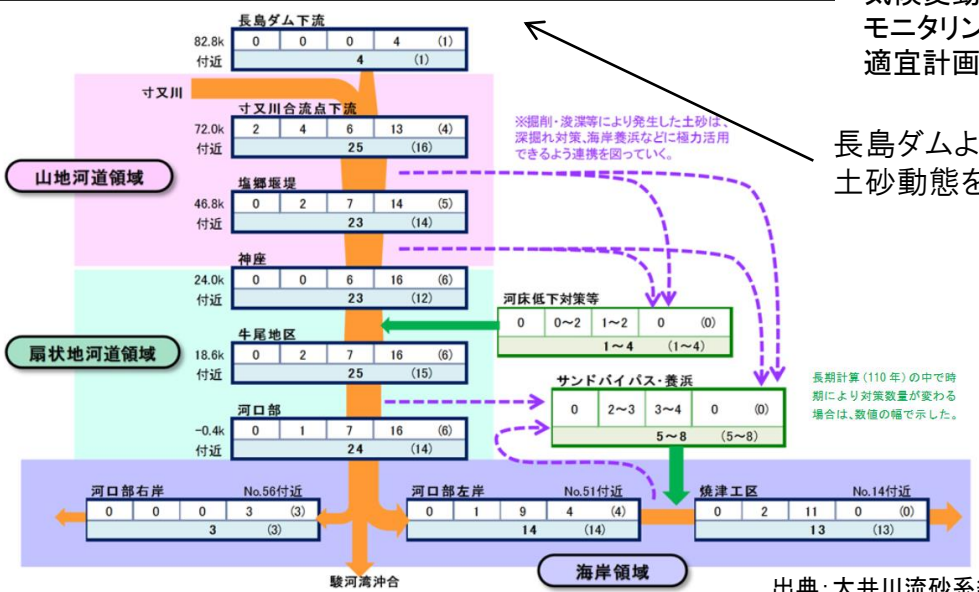 気候変動
モニタリン
適宜計画
長島ダムよ
土砂動態を
長島ダム下流
82.8k
付近
0 0 0 4 (1)
4 (1)
寸又川
寸又川合流点下流
72.0k
付近
2 4 6 13 (4)
25 (16)
※掘削・浚渫等により発生した土砂は、
深掘れ対策、海岸養浜などに極力活用
できるよう連携を図っていく。
山地河道領域
塩郷堰堤
46.8k
付近
0 2 7 14 (5)
23 (14)
神座
24.0k
付近
0 0 6 16 (6)
23 (12)
河床低下対策等
0 0～2 1～2 0 (0)
1～4 (1～4)
扇状地河道領域
牛尾地区
18.6k
付近
0 2 7 16 (6)
25 (15)
サンドバイパス・養浜
0 2～3 3～4 0 (0)
5～8 (5～8)
長期計算(110年)の中で時
期により対策数量が変わる
場合は、数値の幅で示した。
河口部
-0.4k
付近
0 1 7 16 (6)
24 (14)
河口部右岸 No.56付近
0 0 0 3 (3)
3 (3)
河口部左岸 No.51付近
0 1 9 4 (4)
14 (14)
焼津工区 No.14付近
0 2 11 0 (0)
13 (13)
駿河湾沖合
海岸領域
出典:大井川流砂系